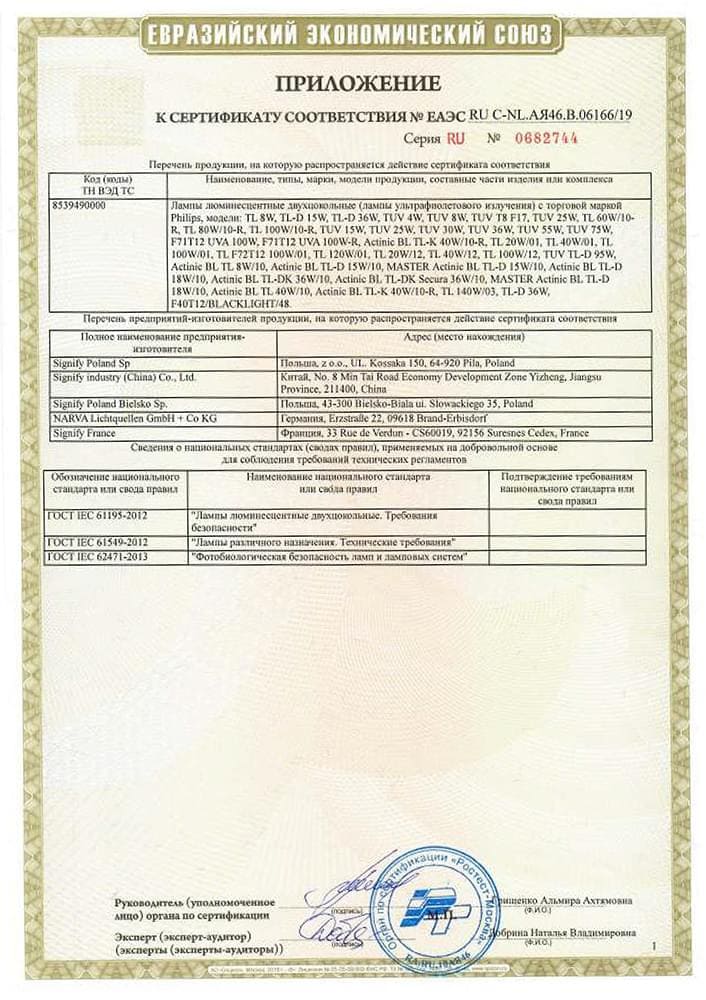 ЕВРАЗИЙСКИЙ ЭКОНОМИЧЕСКИЙ СОЮЗ
ПРИЛОЖЕНИЕ
К СЕРТИФИКАТУ СООТВЕТСТВИЯ № ЕАЭС RU C-NL.АЯ46.В.06166/19
Серия RU № 0682744
Перечень продукции, на которую распространяется действие сертификата соответствия
Код (коды) ТН ВЭД ТС
Наименование, типы, марки, модели продукции, составные части изделия или комплекса
8539490000
Лампы люминесцентные двухцокольные (лампы ультрафиолетового излучения) с торговой маркой
Philips, модели: TL 8W, TL-D 15W, TL-D 36W, TUV 4W, TUV 8W, TUV T8 F17, TUV 25W, TL 60W/10-
R, TL 80W/10-R, TL 100W/10-R, TUV 15W, TUV 25W, TUV 30W, TUV 36W, TUV 55W, TUV 75W,
F71T12 UVA 100W, F71T12 UVA 100W-R, Actinic BL TL-K 40W/10-R, TL 20W/01, TL 40W/01, TL
100W/01, TL F72T12 100W/01, TL 120W/01, TL 20W/12, TL 40W/12, TL 100W/12, TUV TL-D 95W,
Actinic BL TL 8W/10, Actinic BL TL-D 15W/10, MASTER Actinic BL TL-D 15W/10, Actinic BL TL-D
18W/10, Actinic BL TL-DK 36W/10, Actinic BL TL-DK Secura 36W/10, MASTER Actinic BL TL-D
18W/10, Actinic BL TL 40W/10, Actinic BL TL-K 40W/10-R, TL 140W/03, TL-D 36W,
F40T12/BLACKLIGHT/48.
Перечень предприятий-изготовителей продукции, на которую распространяется действие сертификата соответствия
Полное наименование предприятия-
изготовителя
Адрес (место нахождения)
Signify Poland Sp
Польша, z o.o., UL. Kossaka 150, 64-920 Pila, Poland
Signify industry (China) Co., Ltd.
Китай, No. 8 Min Tai Road Economy Development Zone Yizheng, Jiangsu
Province, 211400, China
Signify Poland Bielsko Sp.
Польша, 43-300 Bielsko-Biala ui. Slowackiego 35, Poland
NARVA Lichtquellen GmbH + Co KG
Германия, Erzstraße 22, 09618 Brand-Erbisdorf
Signify France
Франция, 33 Rue de Verdun - CS60019, 92156 Suresnes Cedex, France
Сведения о национальных стандартах (сводах правил), применяемых на добровольной основе
для соблюдения требований технических регламентов
Обозначение национального
стандарта или свода правил
Наименование национального стандарта
или свода правил
Подтверждение требованиям
национального стандарта или
свода правил
ГОСТ IEC 61195-2012
"Лампы люминесцентные двухцокольные. Требования
безопасности"
ГОСТ IEC 61549-2012
"Лампы различного назначения. Технические требования"
ГОСТ IEC 62471-2013
"Фотобиологическая безопасность ламп и ламповых систем"
Руководитель (уполномоченное
лицо) органа по сертификации
(подпись)
М.П.
Альмира Ахтямовна
(Ф.И.О.)
Эксперт (эксперт-аудитор)
(эксперты (эксперты-аудиторы))
(подпись)
Наталья Владимировна
(Ф.И.О.)
1
Орган по сертификации "Ростест-Москва"